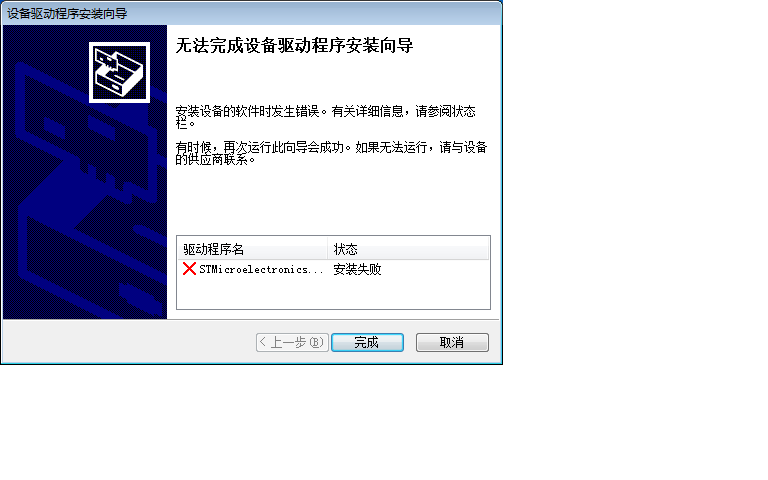 设备驱动程序安装向导
无法完成设备驱动程序安装向导
安装设备的软件时发生错误。有关详细信息，请参阅状态
栏。
有时候，再次运行此向导会成功。如果无法运行，请与设备
的供应商联系。
驱动程序名 状态
STMicroelectronics... 安装失败
< 上一步(B) 完成 取消